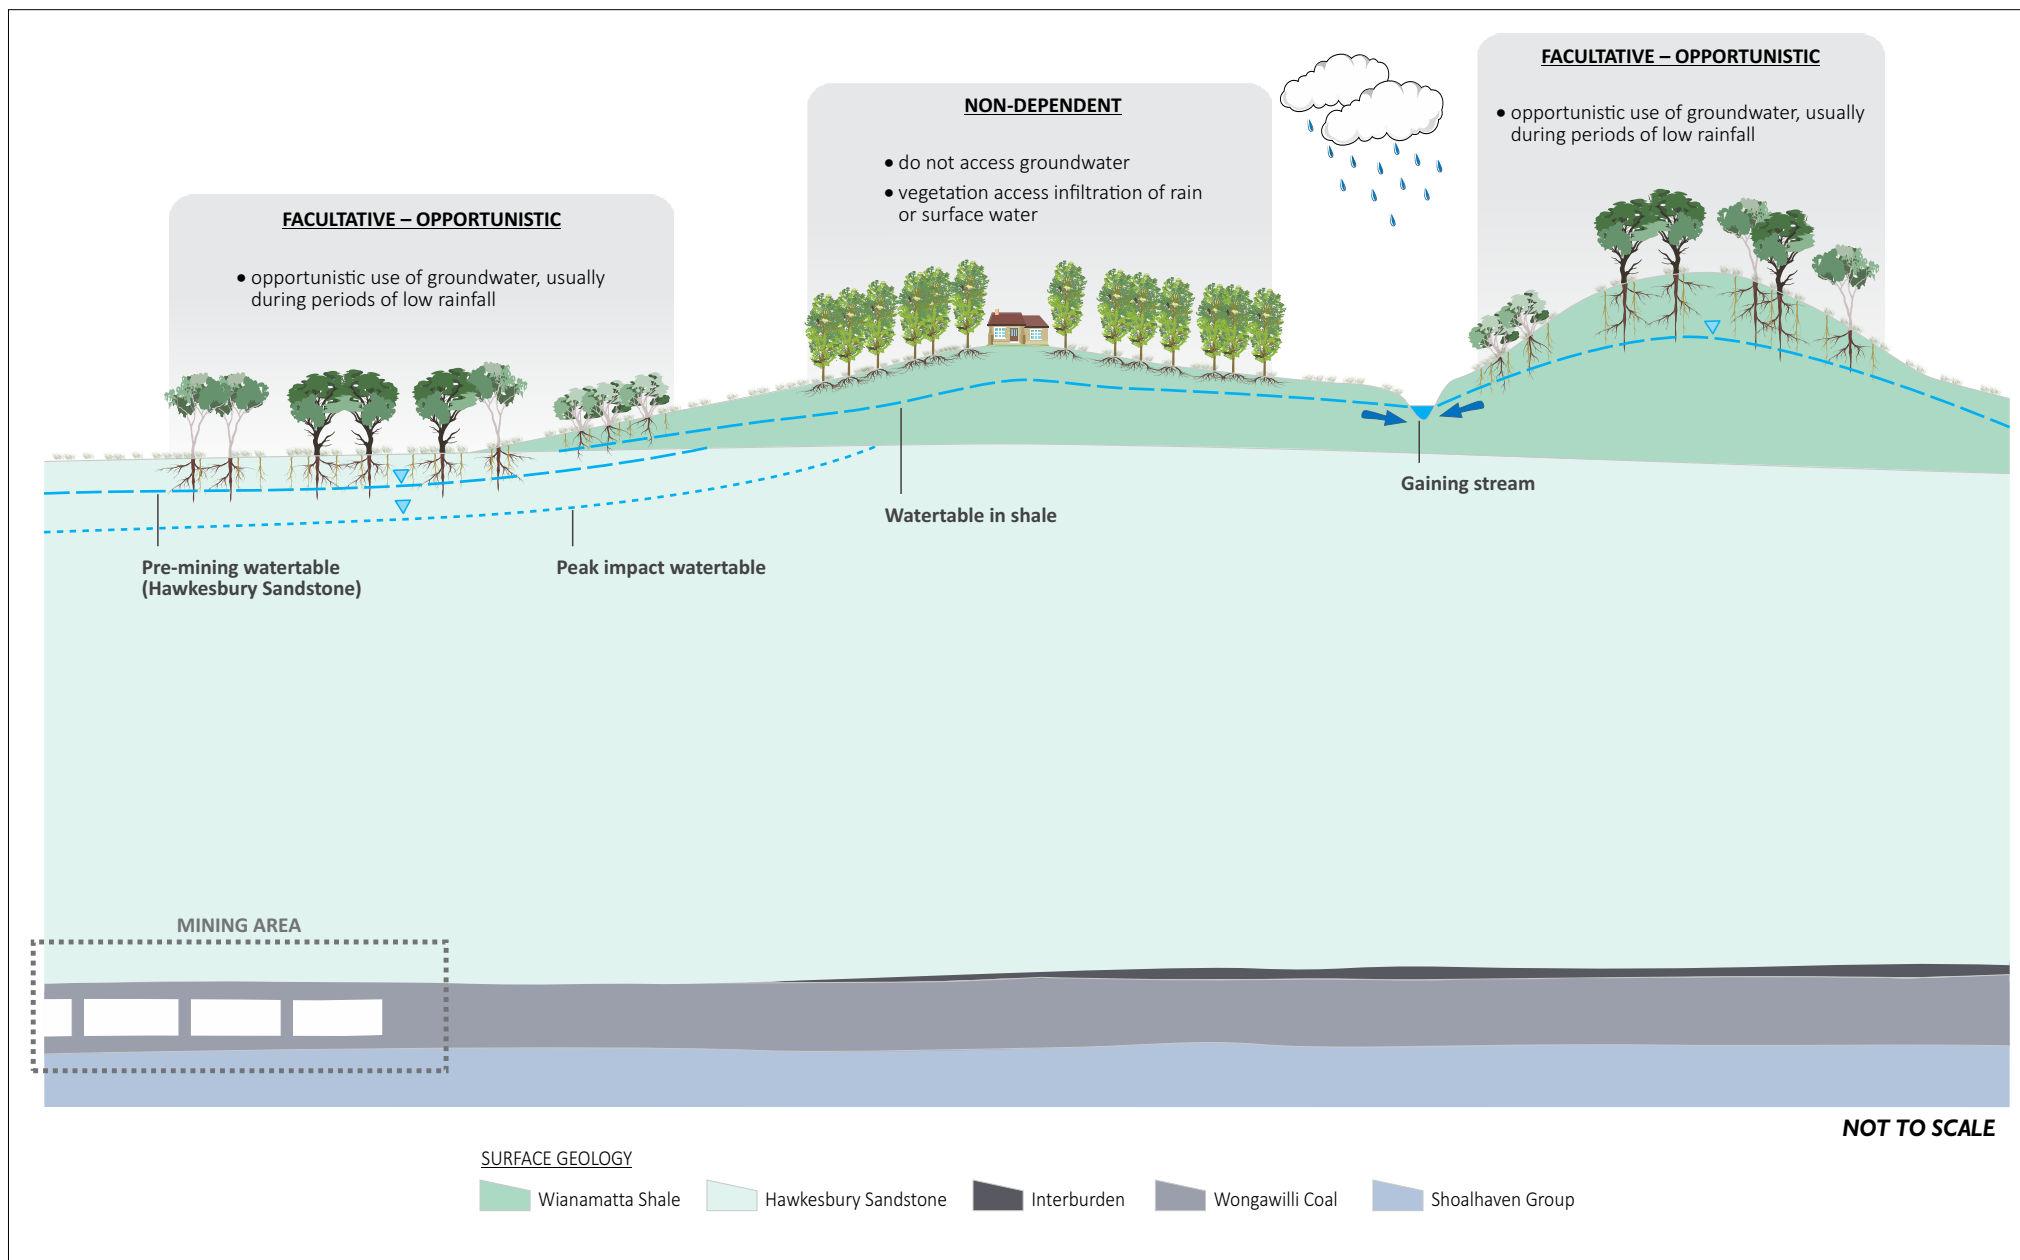 FACULTATIVE – OPPORTUNISTIC
• opportunistic use of groundwater, usually
during periods of low rainfall
NON-DEPENDENT
• do not access groundwater
• vegetation access infiltration of rain
or surface water
FACULTATIVE – OPPORTUNISTIC
• opportunistic use of groundwater, usually
during periods of low rainfall
Gaining stream
Watertable in shale
Pre-mining watertable
(Hawkesbury Sandstone)
Peak impact watertable
MINING AREA
NOT TO SCALE
SURFACE GEOLOGY
Wianamatta Shale
Hawkesbury Sandstone
Interburden
Wongawilli Coal
Shoalhaven Group